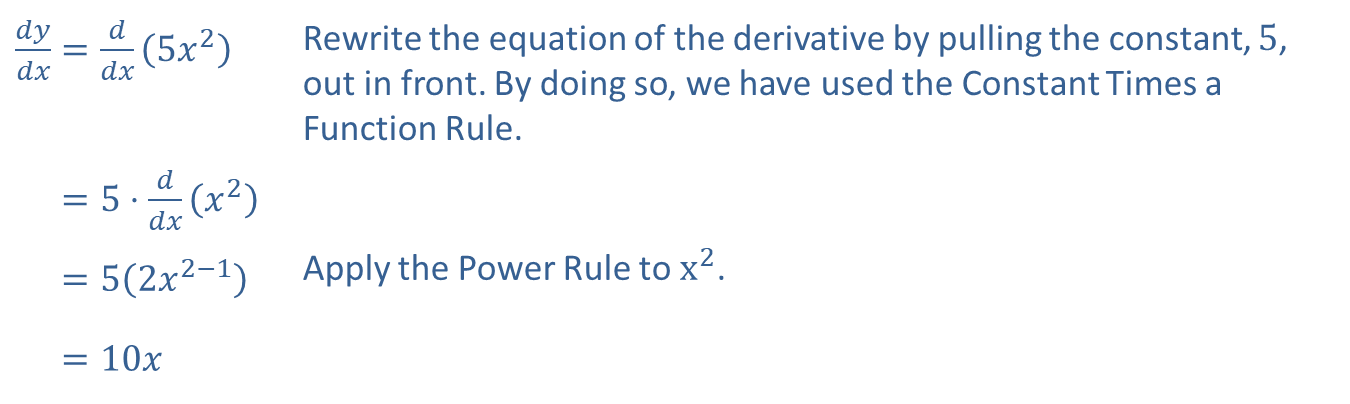 dy/dx = d/dx (5x²) Rewrite the equation of the derivative by pulling the constant, 5,
out in front. By doing so, we have used the Constant Times a
Function Rule.
= 5 · d/dx (x²)
= 5(2x²⁻¹) Apply the Power Rule to x².
= 10x